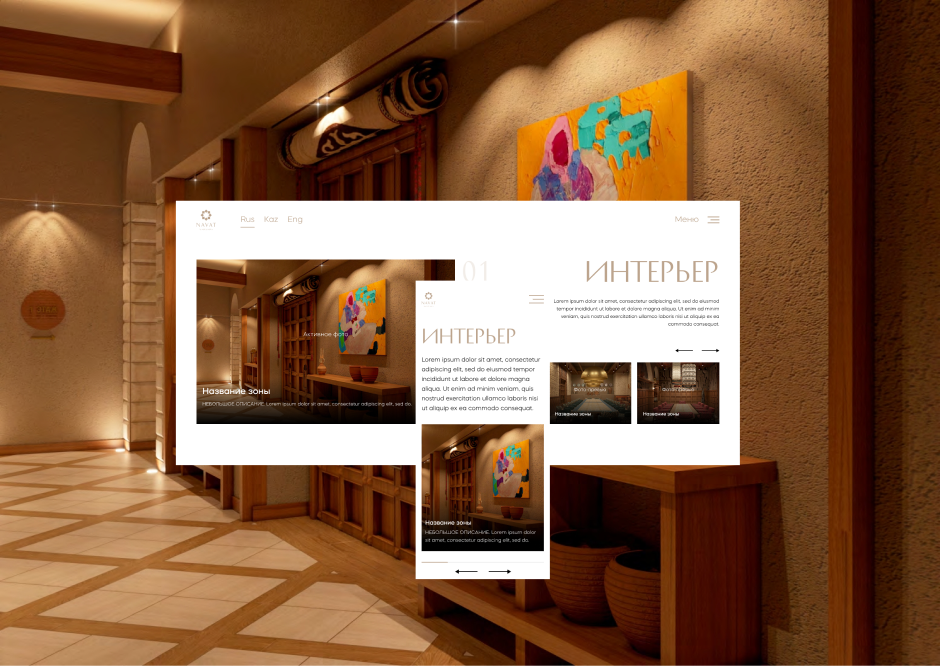 NAVAT
Rus Kaz Eng
Меню
01
ИНТЕРЬЕР
Lorem ipsum dolor sit amet, consectetur adipiscing elit, do eiusmod
tempor incididunt ut labore et dolore magna aliqua. Ut enim ad minim
veniam, quis nostrud exercitation ullamco laboris nisi ut aliquip ex ea
commodo consequat.
Активное фото
Название зоны
НЕБОЛЬШОЕ ОПИСАНИЕ. Lorem ipsum dolor sit amet, consectetur adipiscing elit, sed do
Название зоны
Название зоны
NAVAT
ИНТЕРЬЕР
Lorem ipsum dolor sit amet, consectetur
adipiscing elit, sed do eiusmod tempor
incididunt ut labore et dolore magna
aliqua. Ut enim ad minim veniam, quis
nostrud exercitation ullamco laboris nisi
ut aliquip ex ea commodo consequat.
Название зоны
НЕБОЛЬШОЕ ОПИСАНИЕ. Lorem ipsum dolor
sit amet, consectetur adipiscing elit, sed do.